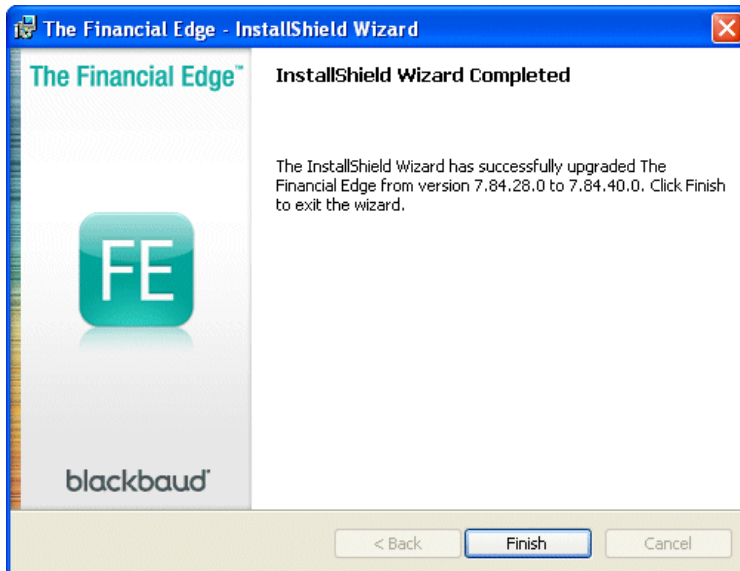 The Financial Edge - InstallShield Wizard
The Financial Edge™
InstallShield Wizard Completed
The InstallShield Wizard has successfully upgraded The
Financial Edge from version 7.84.28.0 to 7.84.40.0. Click Finish
to exit the wizard.
FE
blackbaud®
< Back
Finish
Cancel